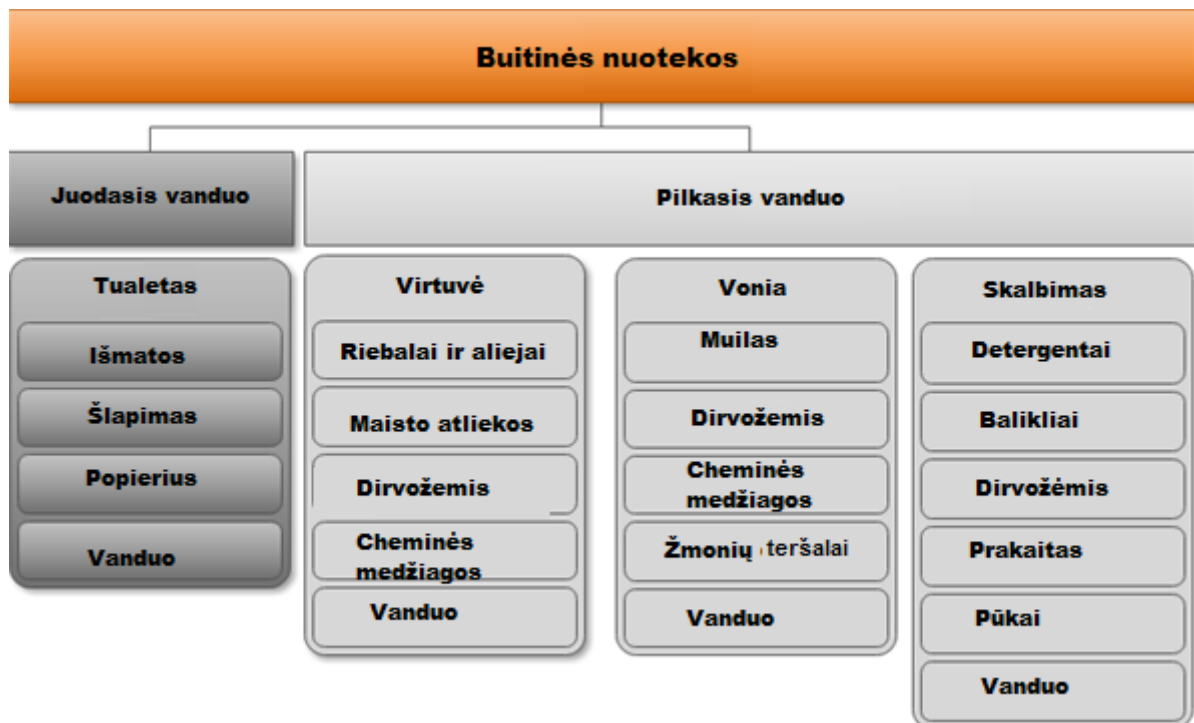 Buitinės nuotekos
Juodasis vanduo
Pilkasis vanduo
Tualetas
Išmatos
Šlapimas
Popierius
Vanduo
Virtuvė
Riebalai ir aliejai
Maisto atliekos
Dirvožemis
Cheminės
medžiagos
Vanduo
Vonia
Muilas
Dirvožemis
Cheminės
medžiagos
Žmonių teršalai
Vanduo
Skalbimas
Detergentai
Balikliai
Dirvožėmis
Prakaitas
Pūkai
Vanduo